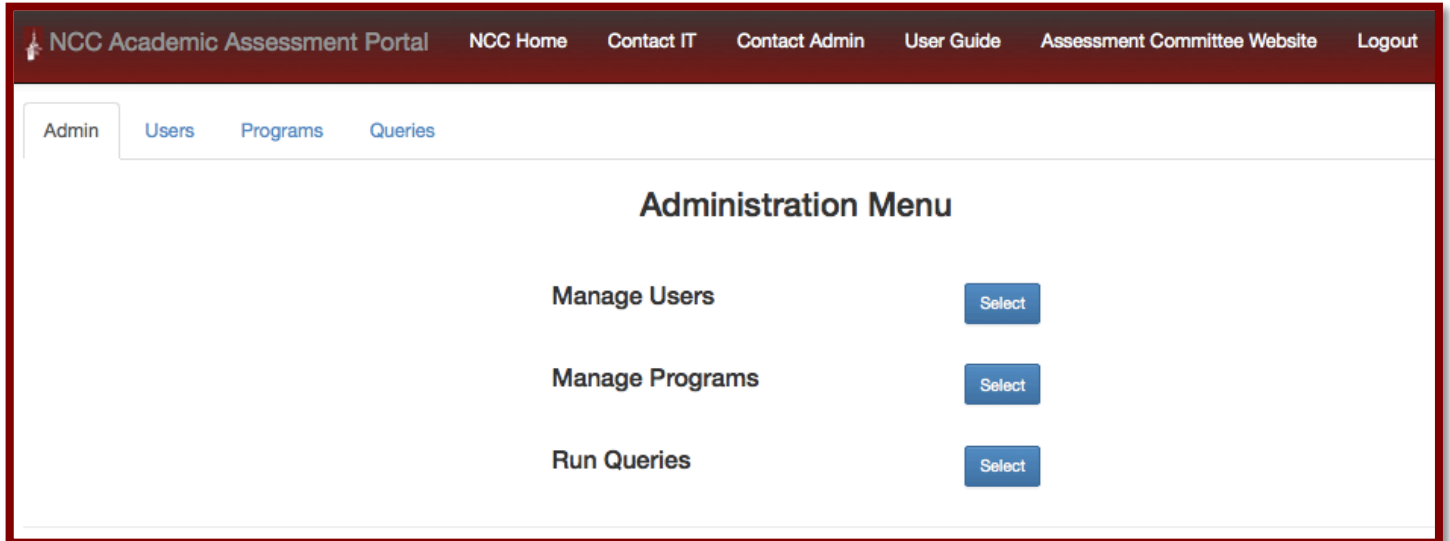 NCC Academic Assessment Portal NCC Home Contact IT Contact Admin User Guide Assessment Committee Website Logout
Admin Users Programs Queries
Administration Menu
Manage Users Select
Manage Programs Select
Run Queries Select